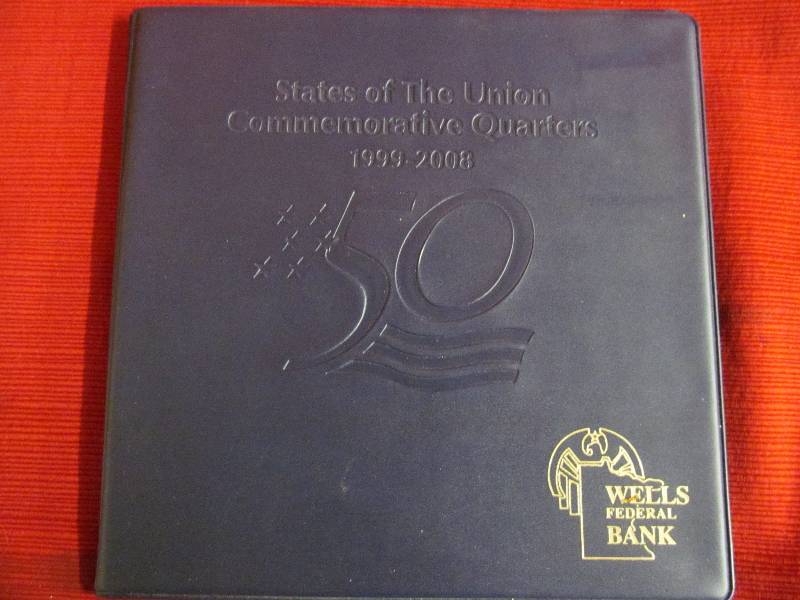 States of The Union
Commemorative Quarters
1999-2008
50
WELLS
FEDERAL
BANK